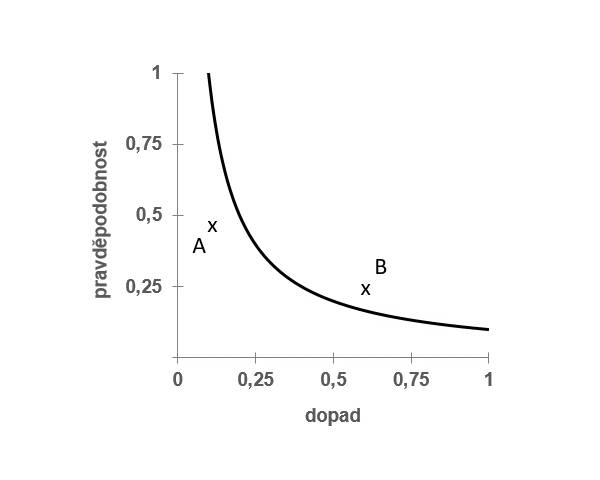 1
0,75
0,5
0,25
pravděpodobnost
x
A
B
x
0 0,25 0,5 0,75 1
dopad